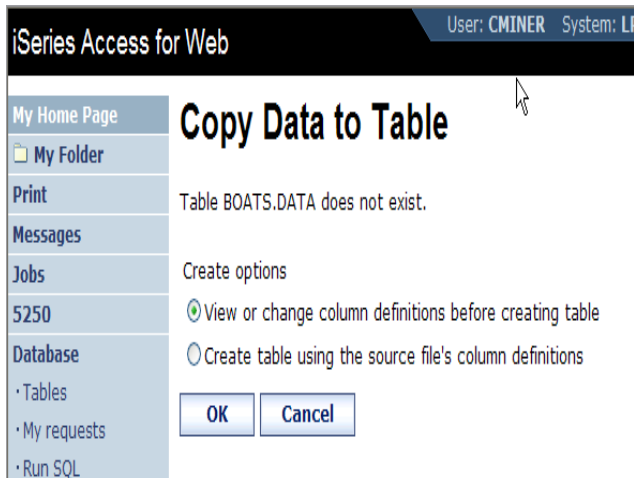 iSeries Access for Web
User: CMINER System:
My Home Page
My Folder
Print
Messages
Jobs
5250
Database
· Tables
· My requests
· Run SQL
Copy Data to Table
Table BOATS.DATA does not exist.
Create options
View or change column definitions before creating table
Create table using the source file's column definitions
OK Cancel